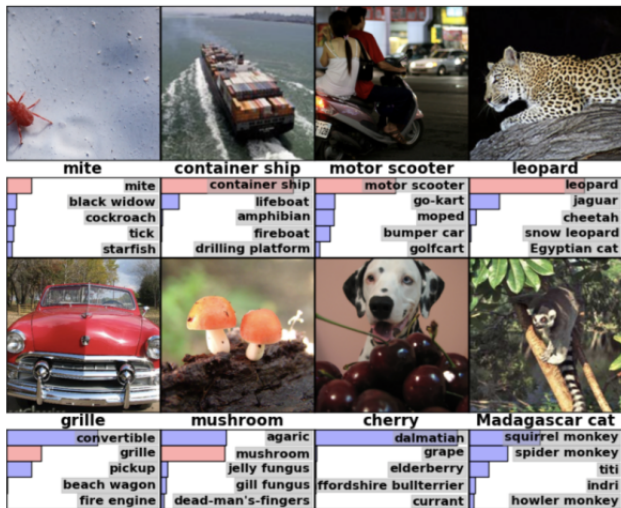 mite
container ship
motor scooter
leopard
mite
black widow
cockroach
tick
starfish
container ship
lifeboat
amphibian
fireboat
drilling platform
motor scooter
go-kart
moped
bumper car
golfcart
leopard
jaguar
cheetah
snow leopard
Egyptian cat
grille
mushroom
cherry
Madagascar cat
convertible
grille
pickup
beach wagon
fire engine
agaric
mushroom
jelly fungus
gill fungus
dead-man's-fingers
dalmatian
grape
elderberry
ffordshire bullterrier
currant
squirrel monkey
spider monkey
titi
indri
howler monkey